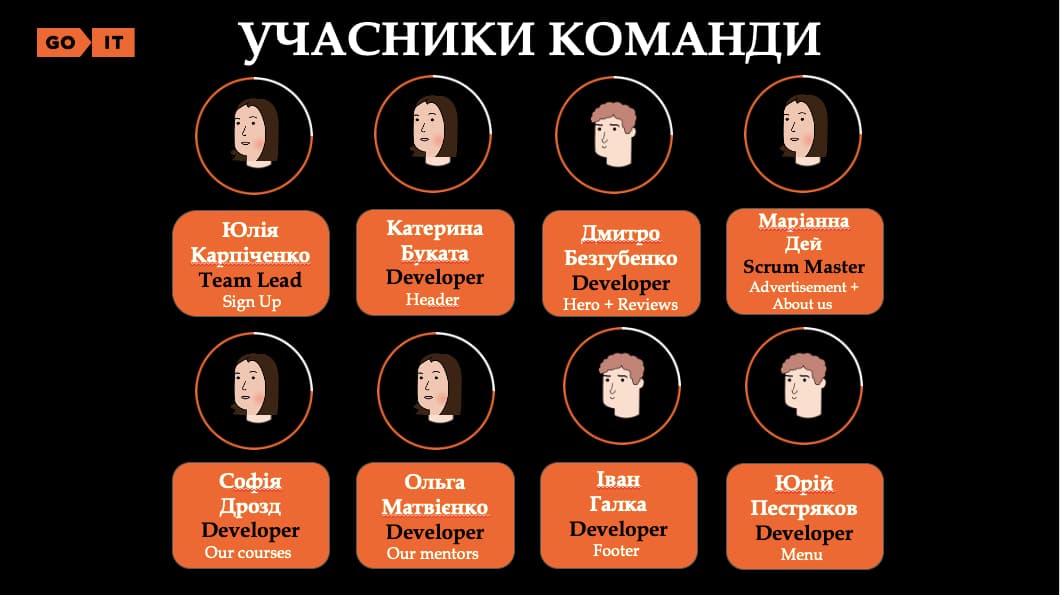 GO IT
УЧАСНИКИ КОМАНДИ
Юлія
Карпіченко
Team Lead
Sign Up
Катерина
Буката
Developer
Header
Дмитро
Безгубенко
Developer
Hero + Reviews
Маріанна
Дей
Scrum Master
Advertisement +
About us
Софія
Дрозд
Developer
Our courses
Ольга
Матвієнко
Developer
Our mentors
Іван
Галка
Developer
Footer
Юрій
Пестряков
Developer
Menu